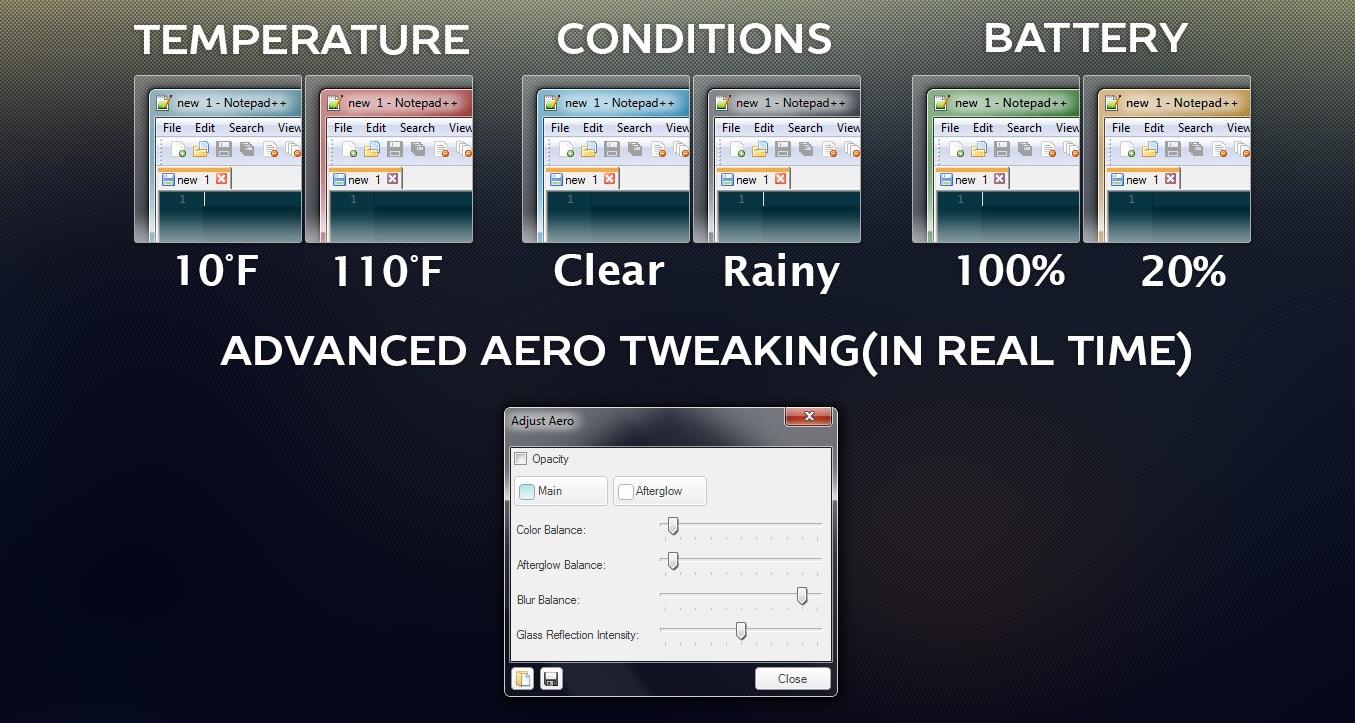 TEMPERATURE
CONDITIONS
BATTERY
new 1 - Notepad++
File Edit Search View
new 1
1
new 1 - Notepad++
File Edit Search View
new 1
1
new 1 - Notepad++
File Edit Search View
new 1
1
new 1 - Notepad++
File Edit Search View
new 1
1
new 1 - Notepad++
File Edit Search View
new 1
1
new 1 - Notepad++
File Edit Search View
new 1
1
10°F
110°F
Clear
Rainy
100%
20%
ADVANCED AERO TWEAKING(IN REAL TIME)
Adjust Aero
Opacity
Main
Afterglow
Color Balance:
Afterglow Balance:
Blur Balance:
Glass Reflection Intensity:
Close